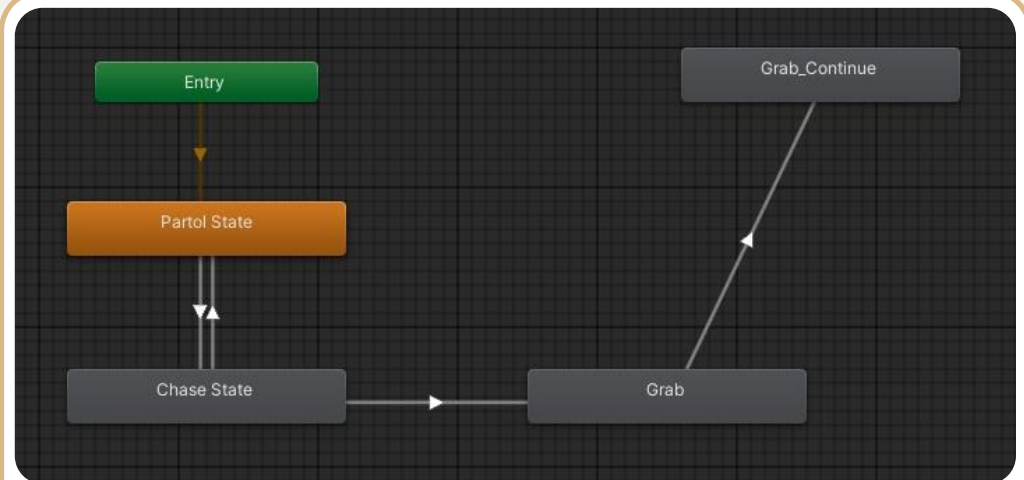 Entry
Grab_Continue
Partol State
Chase State
Grab